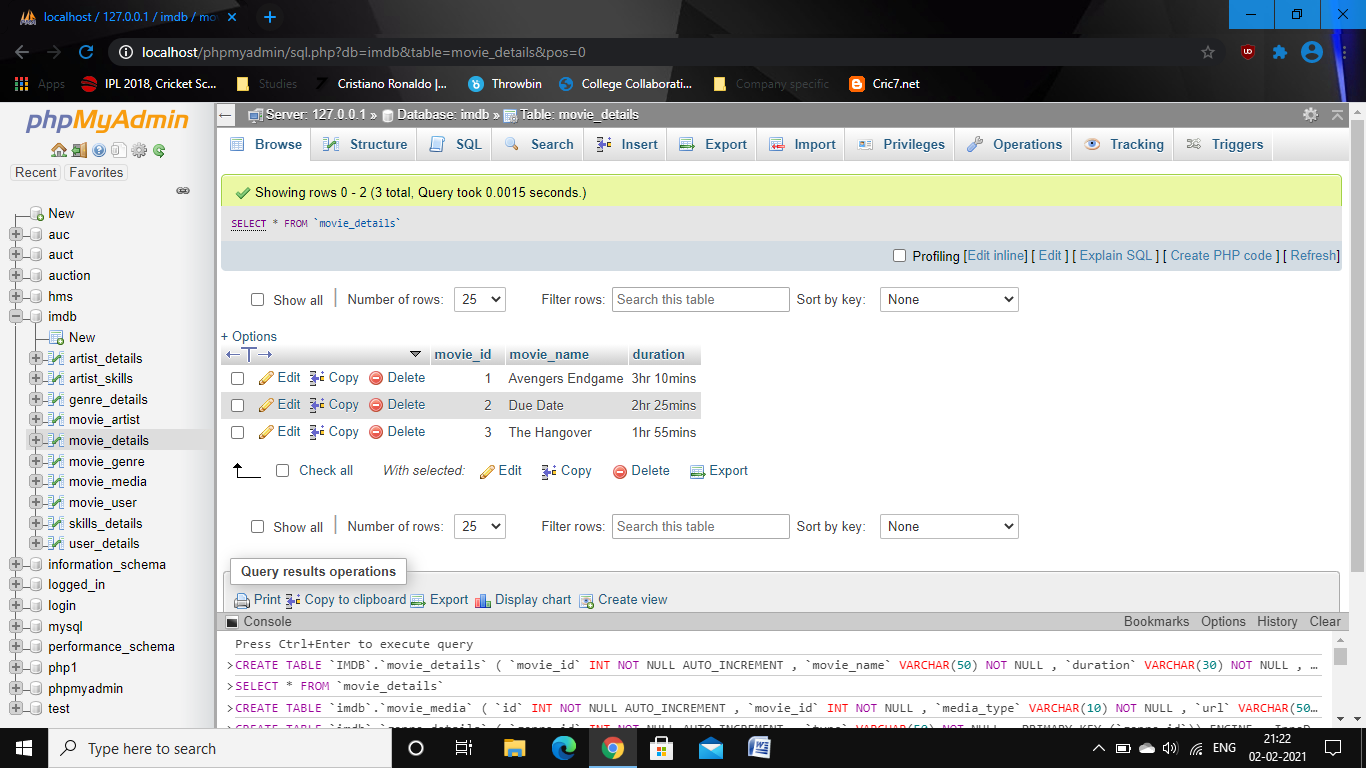 localhost / 127.0.0.1 / imdb / mo
localhost/phpmyadmin/sql.php?db=imdb&table=movie_details&pos=0
Apps IPL 2018, Cricket Sc... Studies Cristiano Ronaldo |... Throwbin College Collaborati... Company specific Cric7.net
phpMyAdmin
Recent Favorites
New
auc
auct
auction
hms
imdb
New
artist_details
artist_skills
genre_details
movie_artist
movie_details
movie_genre
movie_media
movie_user
skills_details
user_details
information_schema
logged_in
login
mysql
performance_schema
php1
phpmyadmin
test
Server: 127.0.0.1 » Database: imdb » Table: movie_details
Browse Structure SQL Search Insert Export Import Privileges Operations Tracking Triggers
Showing rows 0 - 2 (3 total, Query took 0.0015 seconds.)
SELECT * FROM `movie_details`
Profiling [Edit inline] [ Edit ] [ Explain SQL ] [ Create PHP code ] [ Refresh]
Show all | Number of rows: 25 Filter rows: Search this table Sort by key: None
+ Options
←T→ movie_id movie_name duration
Edit Copy Delete 1 Avengers Endgame 3hr 10mins
Edit Copy Delete 2 Due Date 2hr 25mins
Edit Copy Delete 3 The Hangover 1hr 55mins
Check all With selected: Edit Copy Delete Export
Show all | Number of rows: 25 Filter rows: Search this table Sort by key: None
Query results operations
Print Copy to clipboard Export Display chart Create view
Console Bookmarks Options History Clear
Press Ctrl+Enter to execute query
>CREATE TABLE `IMDB`.`movie_details` ( `movie_id` INT NOT NULL AUTO_INCREMENT , `movie_name` VARCHAR(50) NOT NULL , `duration` VARCHAR(30) NOT NULL , …
>SELECT * FROM `movie_details`
>CREATE TABLE `imdb`.`movie_media` ( `id` INT NOT NULL AUTO_INCREMENT , `movie_id` INT NOT NULL , `media_type` VARCHAR(10) NOT NULL , `url` VARCHAR(50…
Type here to search
ENG
21:22
02-02-2021